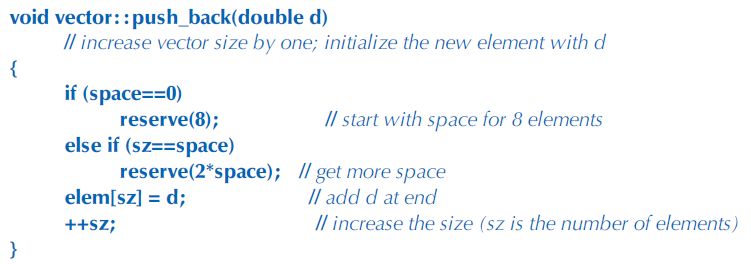 void vector::push_back(double d)
// increase vector size by one; initialize the new element with d
{
if (space==0)
reserve(8); // start with space for 8 elements
else if (sz==space)
reserve(2*space); // get more space
elem[sz] = d; // add d at end
++sz; // increase the size (sz is the number of elements)
}